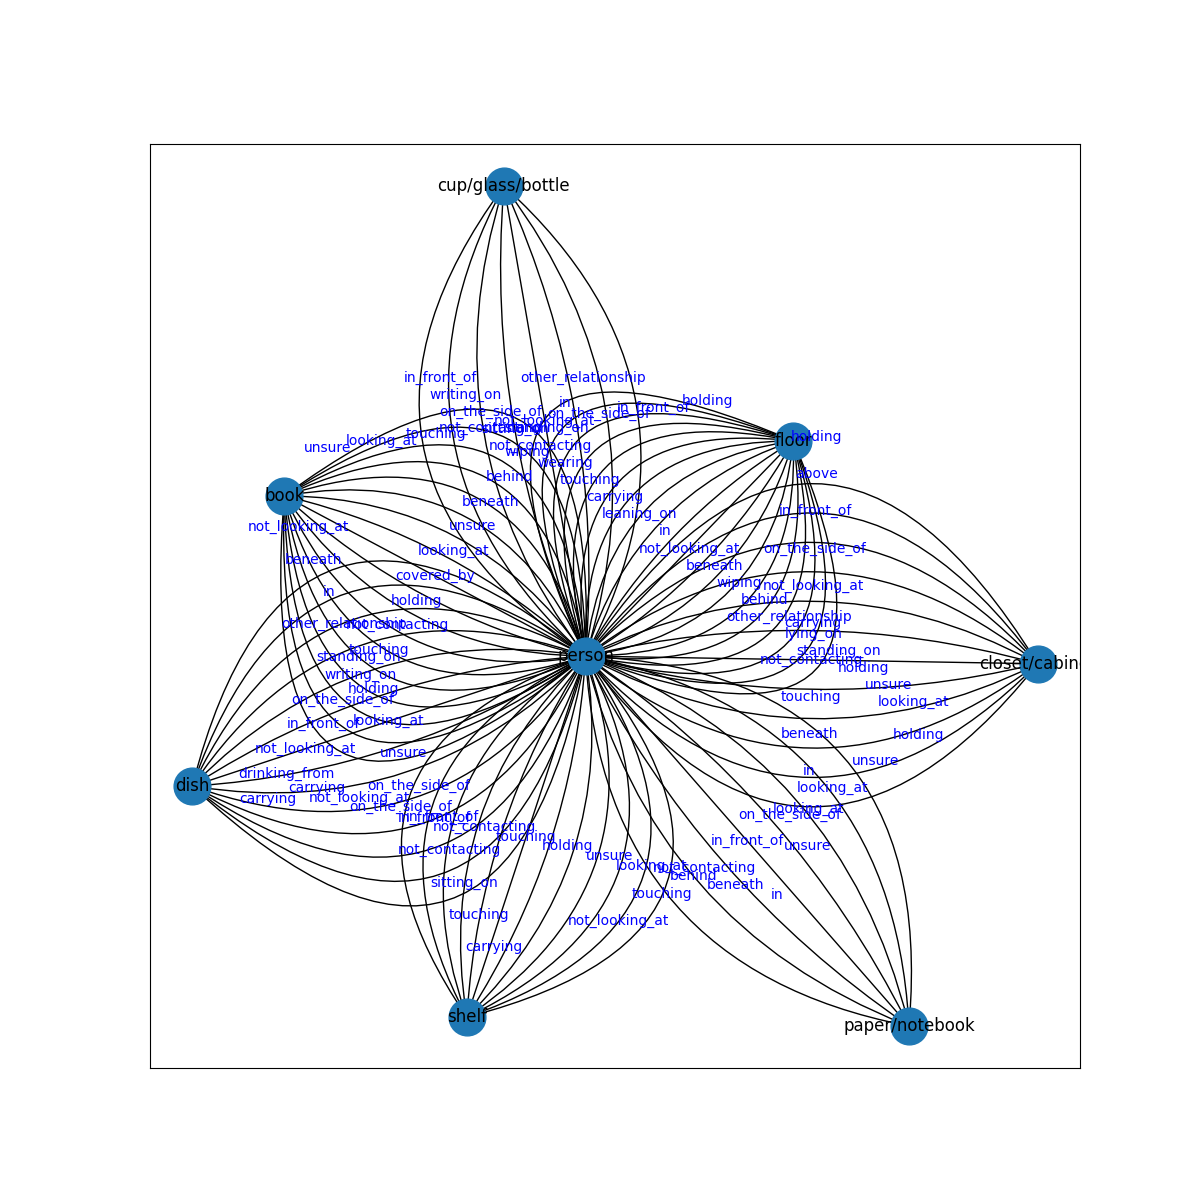 cup/glass/bottle
in_front_of
other_relationship
writing_on
holding
in
in_front_of
on_the_side_of
on_the_side_of
not_looking_at
not_contacting
touching
holding
floor
looking_at
unsure
not_contacting
wiping
wearing
above
behind
touching
book
carrying
beneath
in_front_of
leaning_on
unsure
not_looking_at
in
looking_at
not_looking_at
on_the_side_of
beneath
beneath
covered_by
wiping
not_looking_at
in
holding
behind
other_relationship
other_relationship
not_contacting
carrying
lying_on
touching
standing_on
standing_on
person
not_contacting
closet/cabin
holding
writing_on
unsure
holding
touching
on_the_side_of
looking_at
in_front_of
looking_at
beneath
holding
not_looking_at
unsure
unsure
drinking_from
in
dish
on_the_side_of
carrying
looking_at
carrying
not_looking_at
on_the_side_of
looking_at
on_the_side_of
in_front_of
not_contacting
touching
in_front_of
holding
unsure
not_contacting
unsure
looking_at
not_contacting
behind
sitting_on
beneath
touching
in
touching
not_looking_at
carrying
shelf
paper/notebook